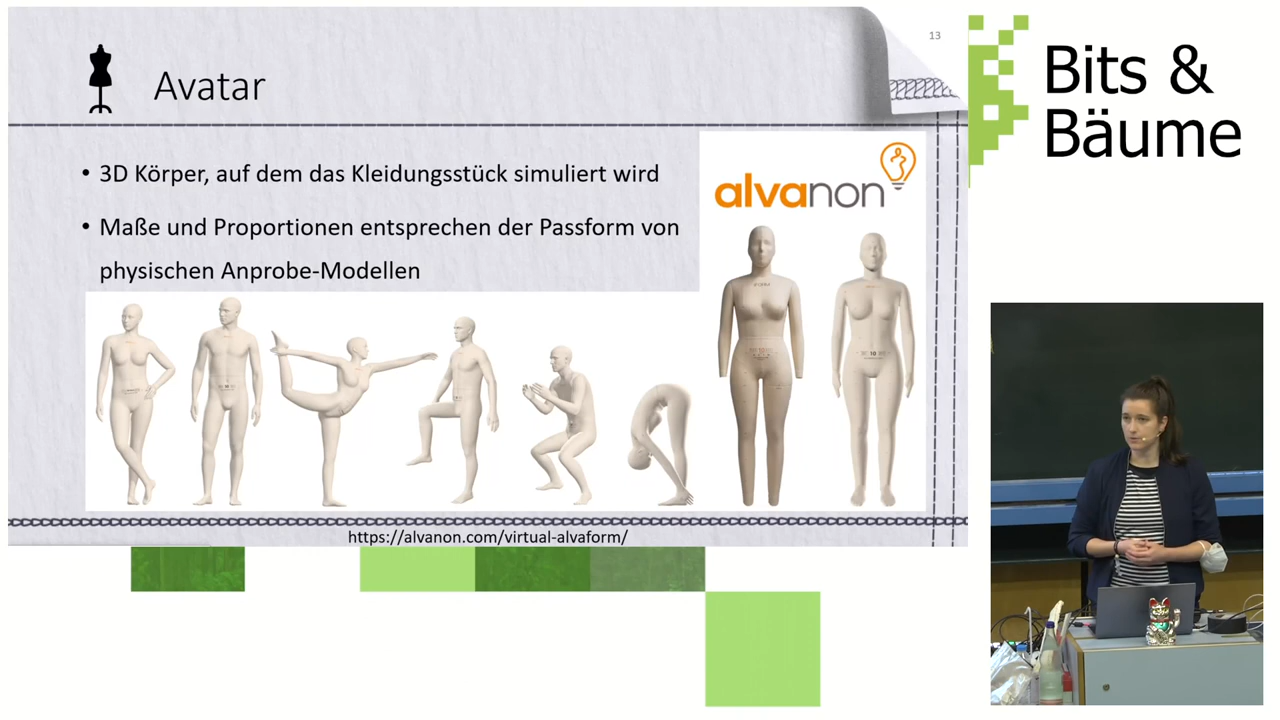 13
Avatar
• 3D Körper, auf dem das Kleidungsstück simuliert wird
• Maße und Proportionen entsprechen der Passform von
physischen Anprobe-Modellen
alvanon
https://alvanon.com/virtual-alvaform/
Bits &
Bäume